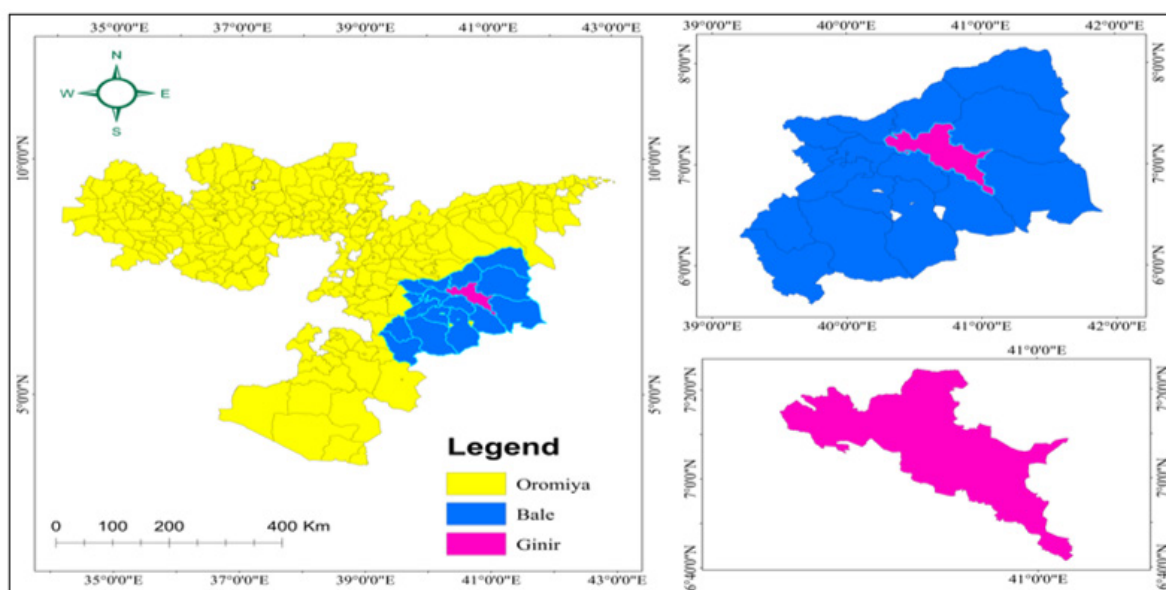 35°0'0"E 37°0'0"E 39°0'0"E 41°0'0"E 43°0'0"E
N
W E
S
10°0'0"N 10°0'0"N
5°0'0"N 5°0'0"N
Legend
Oromiya
Bale
Ginir
0 100 200 400 Km
35°0'0"E 37°0'0"E 39°0'0"E 41°0'0"E 43°0'0"E
39°0'0"E 40°0'0"E 41°0'0"E 42°0'0"E
8°0'0"N 8°0'0"N
7°0'0"N 7°0'0"N
6°0'0"N 6°0'0"N
39°0'0"E 40°0'0"E 41°0'0"E 42°0'0"E
41°0'0"E
7°20'0"N 7°20'0"N
7°0'0"N 7°0'0"N
6°40'0"N 6°40'0"N
41°0'0"E